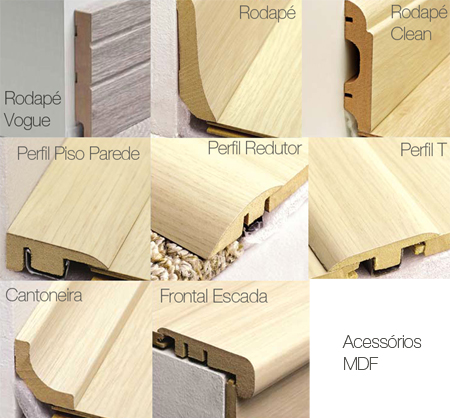 Rodapé
Vogue
Rodapé
Rodapé
Clean
Perfil Piso Parede
Perfil Redutor
Perfil T
Cantoneira
Frontal Escada
Acessórios
MDF